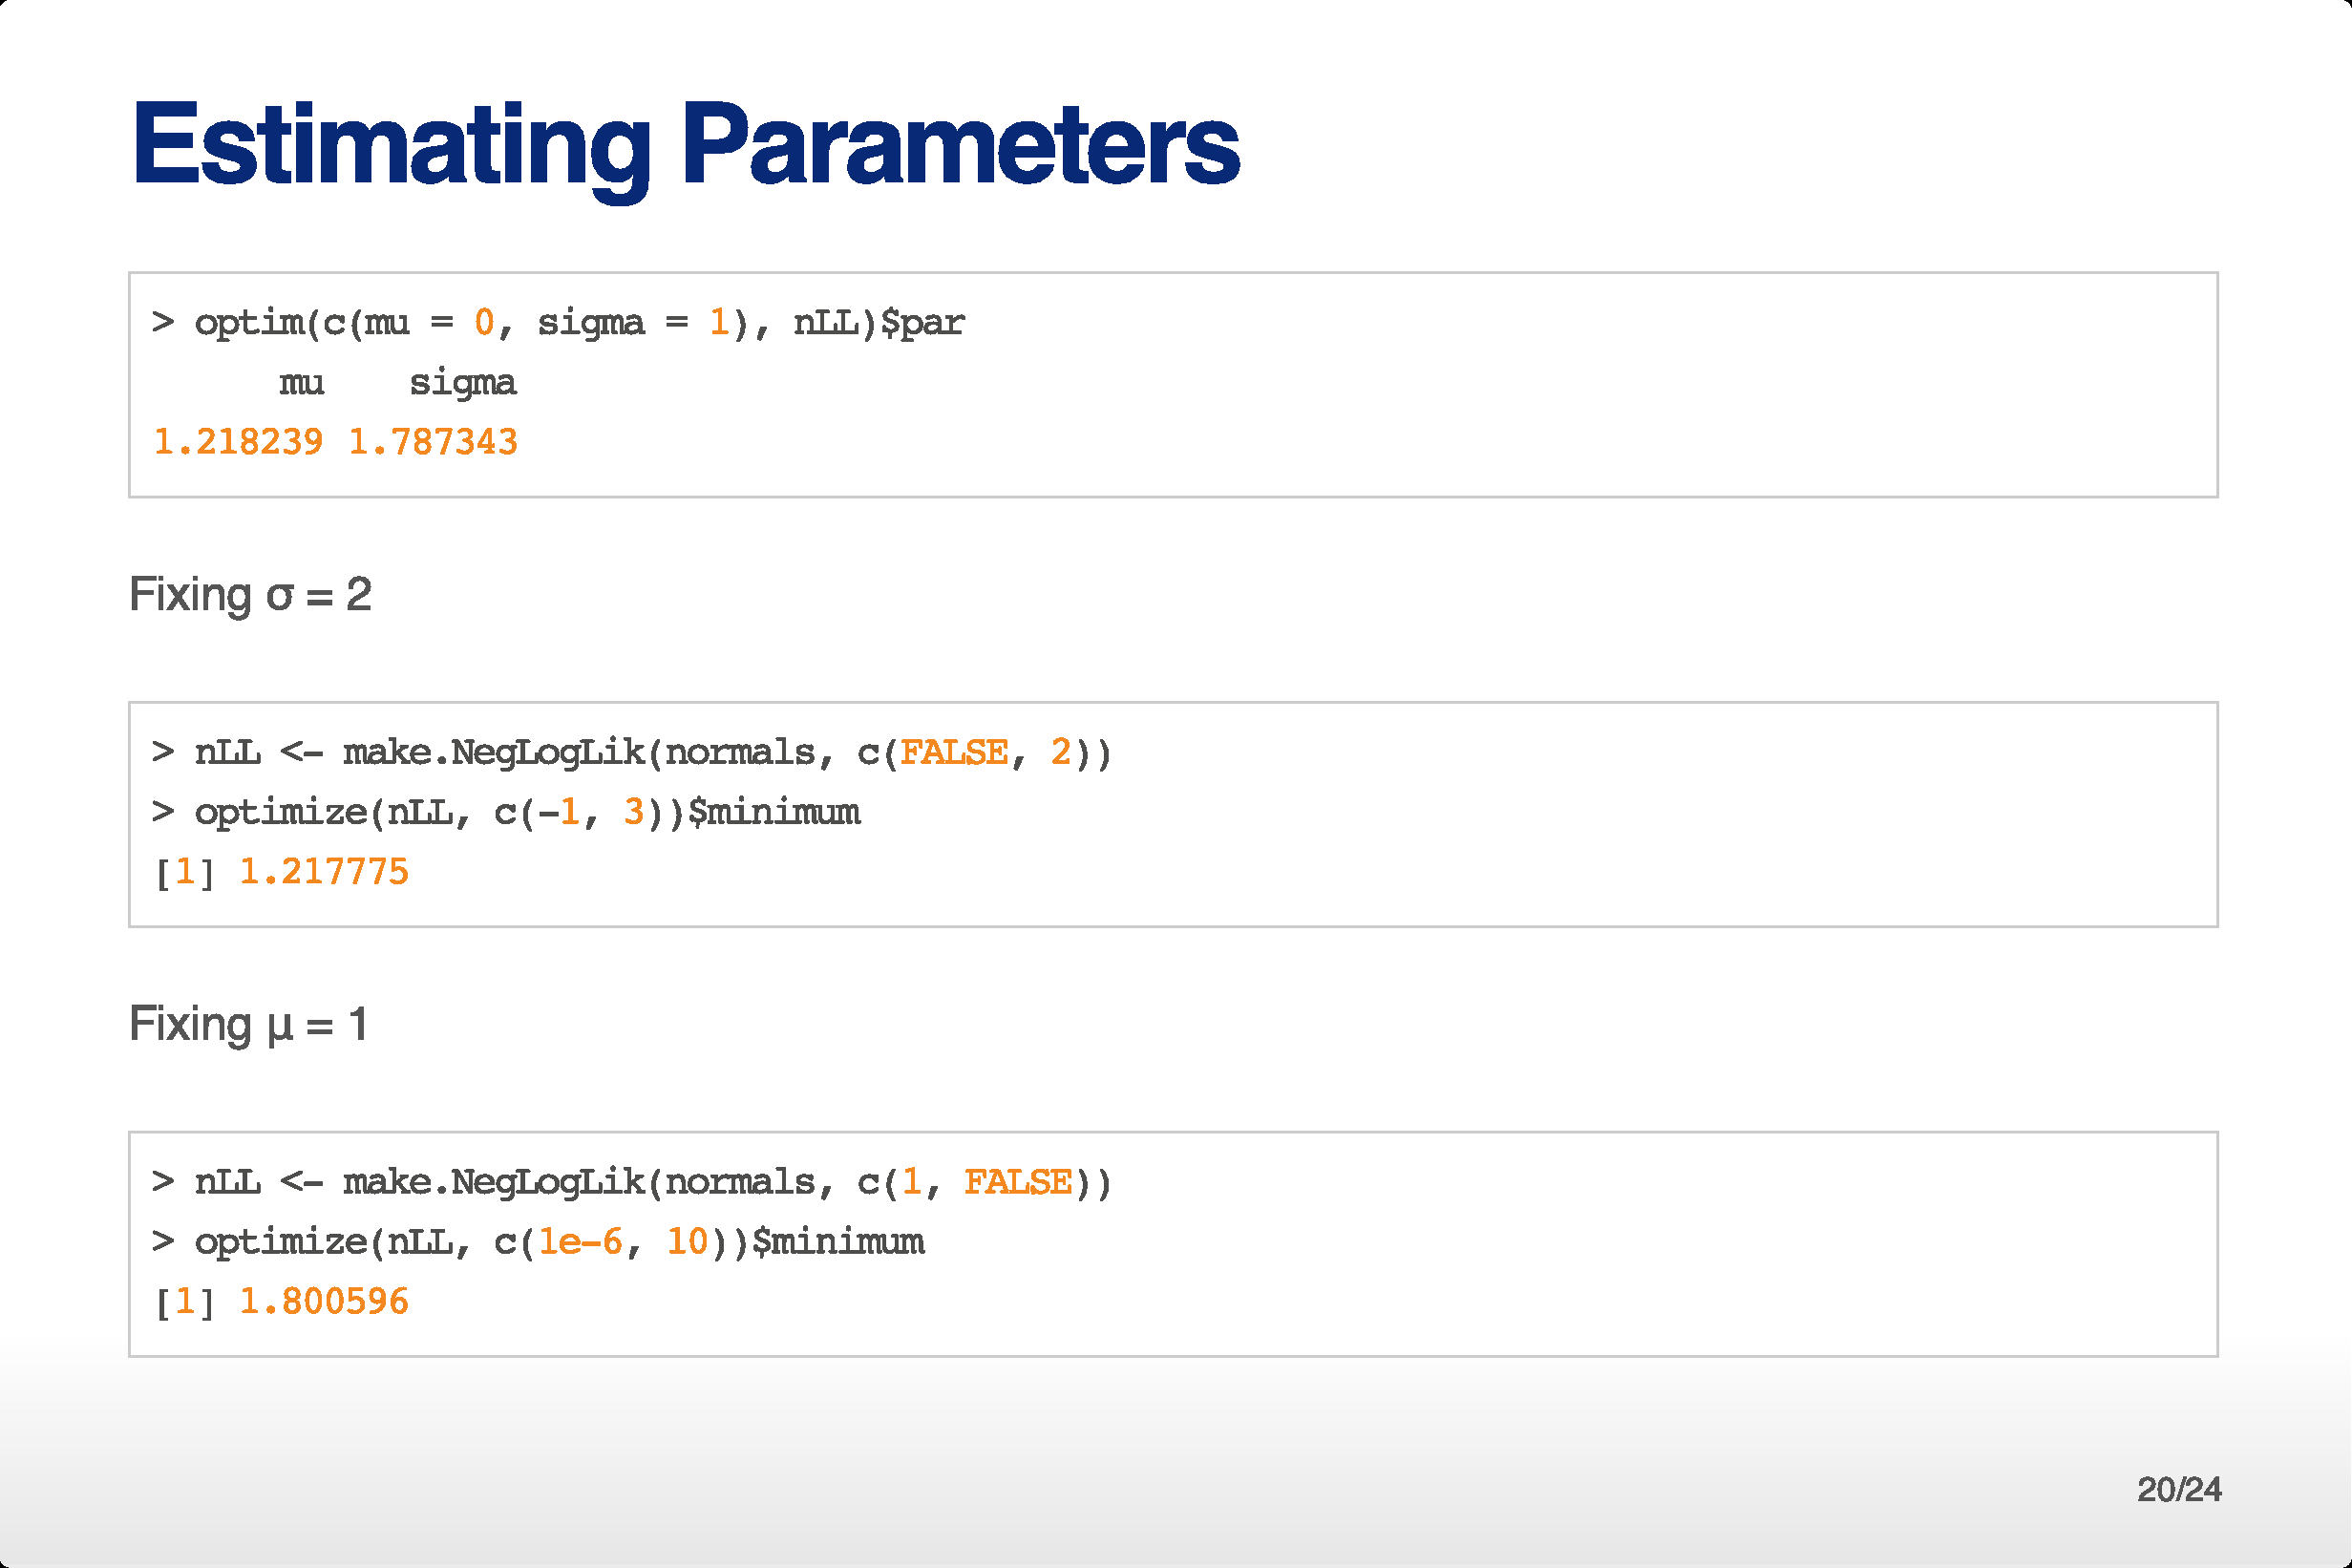 Estimating Parameters
> optim(c(mu = 0, sigma = 1), nLL)$par
      mu    sigma
1.218239 1.787343
Fixing σ = 2
> nLL <- make.NegLogLik(normals, c(FALSE, 2))
> optimize(nLL, c(-1, 3))$minimum
[1] 1.217775
Fixing μ = 1
> nLL <- make.NegLogLik(normals, c(1, FALSE))
> optimize(nLL, c(1e-6, 10))$minimum
[1] 1.800596
20/24